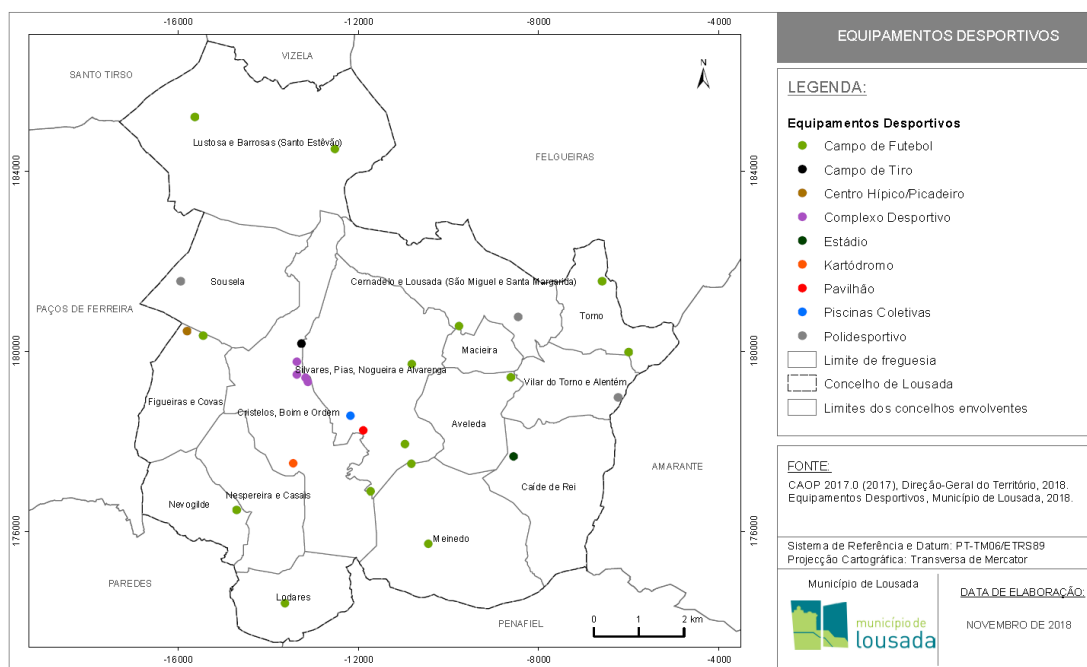 -16000
-12000
-8000
-4000
EQUIPAMENTOS DESPORTIVOS
VIZELA
SANTO TIRSO
N
Lustosa e Barrosas (Santo Estêvão)
FELGUEIRAS
184000
184000
Sousela
Cernadelo e Lousada (São Miguel e Santa Margarida)
PAÇOS DE FERREIRA
Torno
180000
180000
Macieira
Silvares, Pias, Nogueira e Alvarenga
Vilar do Torno e Alentém
Figueiras e Covas
Cristelos, Boim e Ordem
Aveleda
AMARANTE
Caíde de Rei
Nespereira e Casais
Nevogilde
176000
176000
Meinedo
PAREDES
Lodares
PENAFIEL
0 1 2 km
-16000
-12000
-8000
-4000
LEGENDA:
Equipamentos Desportivos
Campo de Futebol
Campo de Tiro
Centro Hípico/Picadeiro
Complexo Desportivo
Estádio
Kartódromo
Pavilhão
Piscinas Coletivas
Polidesportivo
Limite de freguesia
Concelho de Lousada
Limites dos concelhos envolventes
FONTE:
CAOP 2017.0 (2017), Direção-Geral do Território, 2018.
Equipamentos Desportivos, Município de Lousada, 2018.
Sistema de Referência e Datum: PT-TM06/ETRS89
Projecção Cartográfica: Transversa de Mercator
Município de Lousada
município de
lousada
DATA DE ELABORAÇÃO:
NOVEMBRO DE 2018